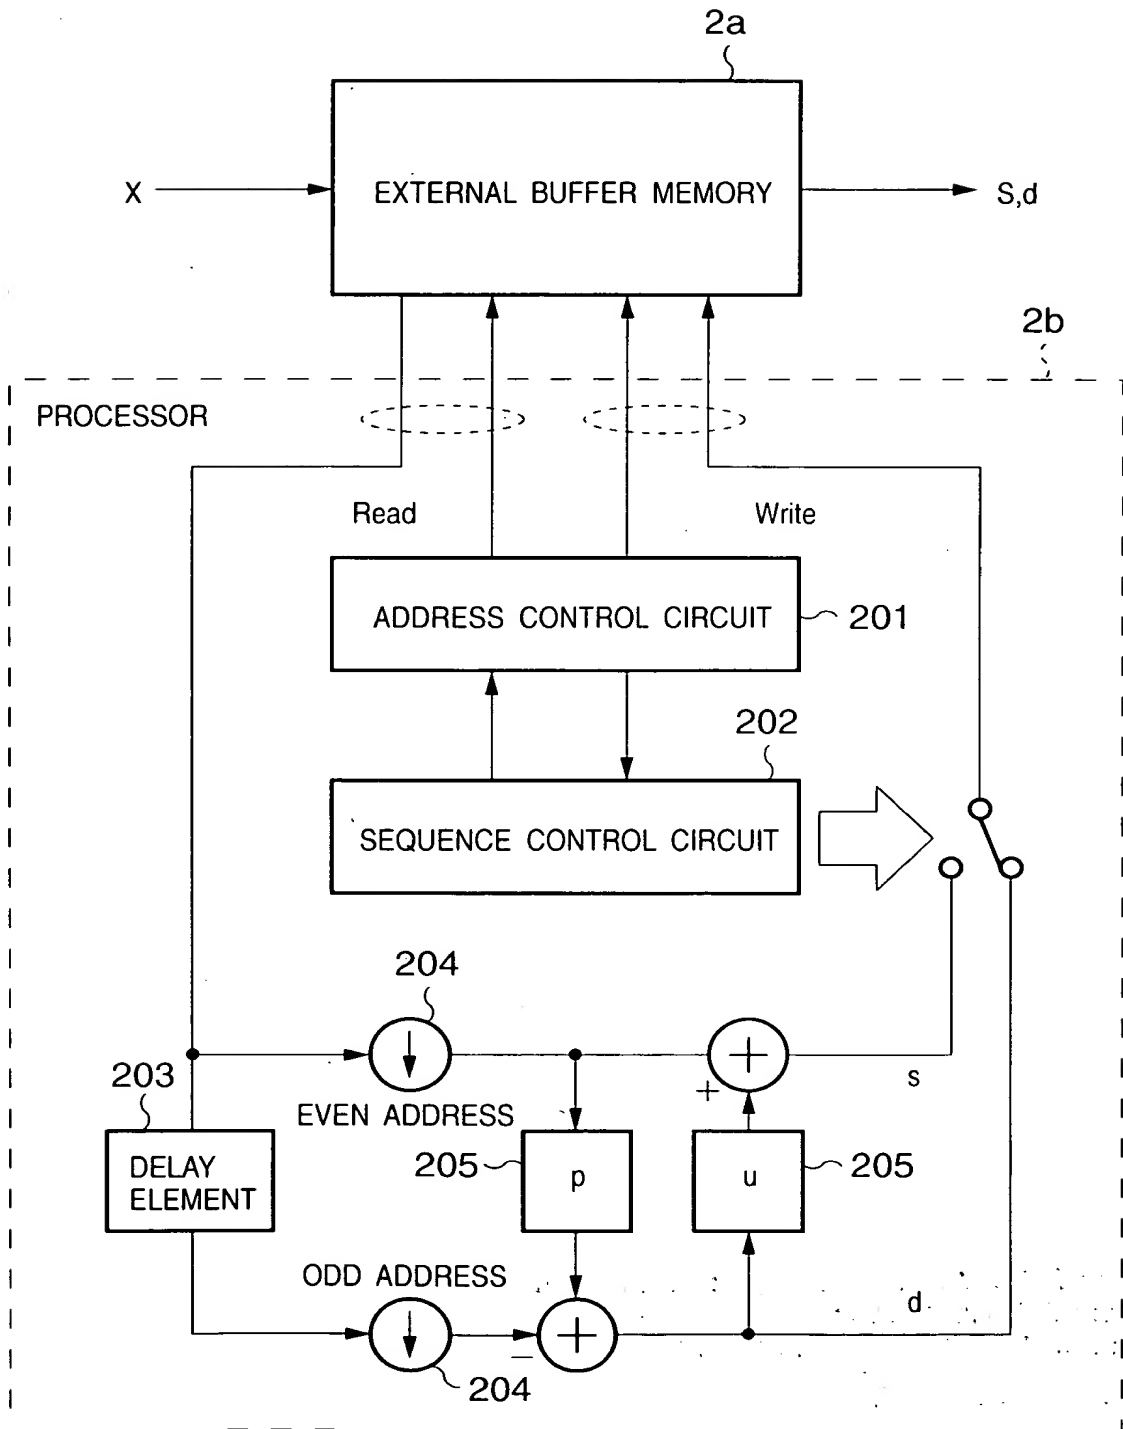 2a
X
EXTERNAL BUFFER MEMORY
S,d
2b
PROCESSOR
Read
Write
ADDRESS CONTROL CIRCUIT
201
202
SEQUENCE CONTROL CIRCUIT
204
+
+
s
203
EVEN ADDRESS
DELAY
ELEMENT
205
p
u
205
ODD ADDRESS
d
+
−
204